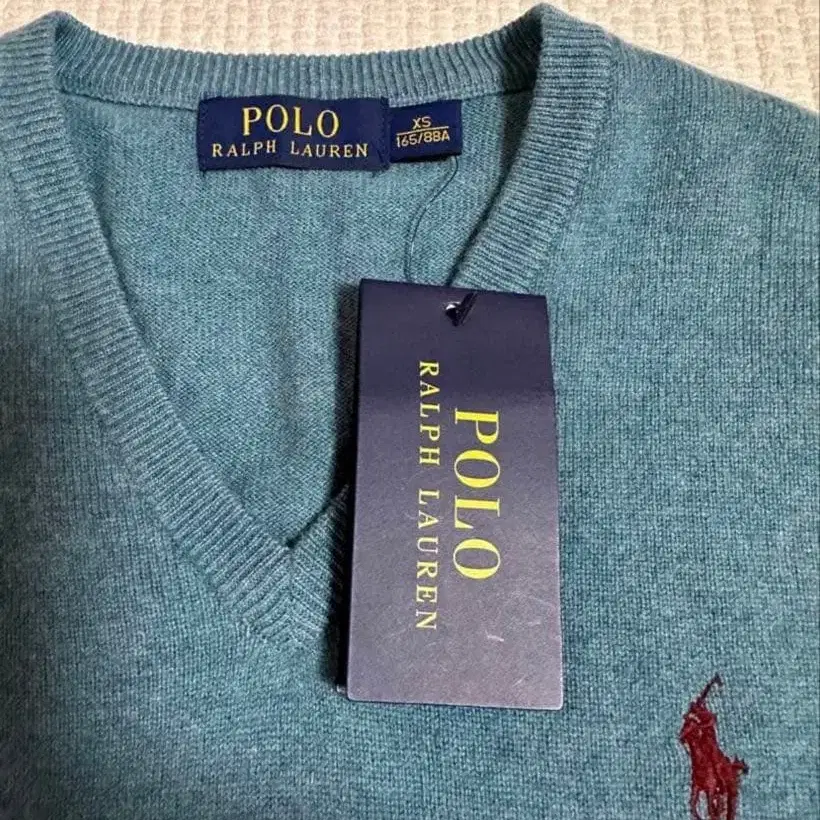 POLO
RALPH LAUREN
XS
165/88A
POLO
RALPH LAUREN